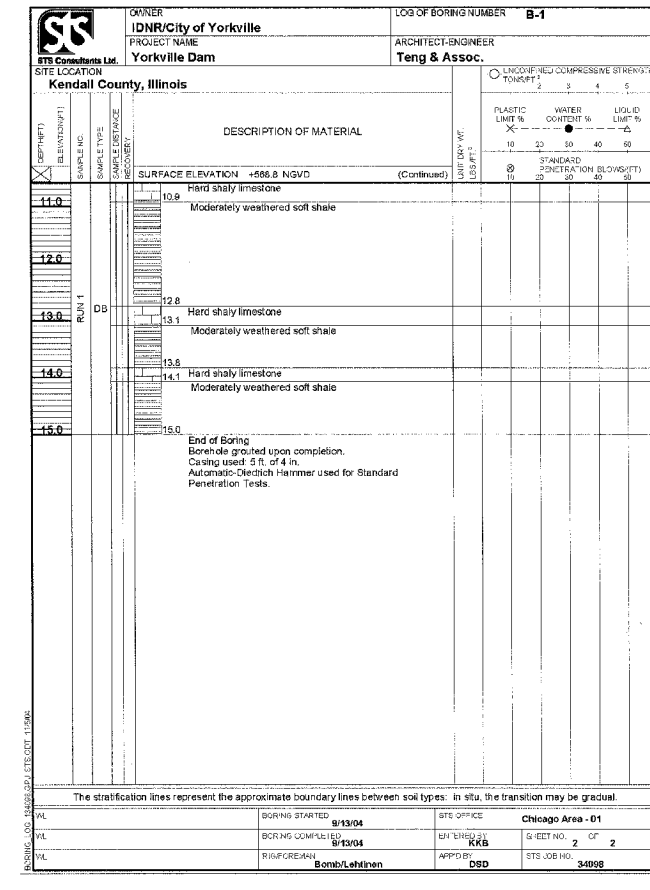 STS
STS Consultants Ltd.
OWNER
IDNR/City of Yorkville
LOG OF BORING NUMBER B-1
PROJECT NAME
Yorkville Dam
ARCHITECT-ENGINEER
Teng & Assoc.
SITE LOCATION
Kendall County, Illinois
UNCONFINED COMPRESSIVE STRENGTH
TONS/FT 2
2 3 4 5
PLASTIC LIMIT %
WATER CONTENT %
LIQUID LIMIT %
10 20 30 40 50
STANDARD
PENETRATION BLOWS/(FT)
10 20 30 40 50
DEPTH(FT)
ELEVATION(FT)
SAMPLE NO.
SAMPLE TYPE
SAMPLE DISTANCE
RECOVERY
DESCRIPTION OF MATERIAL
UNIT DRY WT.
LBS./FT 3
SURFACE ELEVATION +568.8 NGVD (Continued)
Hard shaly limestone
10.9
11.0
Moderately weathered soft shale
12.0
12.8
RUN 1
DB
13.0
Hard shaly limestone
13.1
Moderately weathered soft shale
13.8
14.0
Hard shaly limestone
14.1
Moderately weathered soft shale
15.0
15.0
End of Boring
Borehole grouted upon completion.
Casing used: 5 ft. of 4 in.
Automatic-Diedrich Hammer used for Standard
Penetration Tests.
The stratification lines represent the approximate boundary lines between soil types: in situ, the transition may be gradual.
WL
BORING STARTED
9/13/04
STS OFFICE
Chicago Area - 01
WL
BORING COMPLETED
9/13/04
ENTERED BY
KKB
SHEET NO. 2 OF 2
WL
RIG/FOREMAN
Bomb/Lehtinen
APP'D BY
DSD
STS JOB NO.
34098